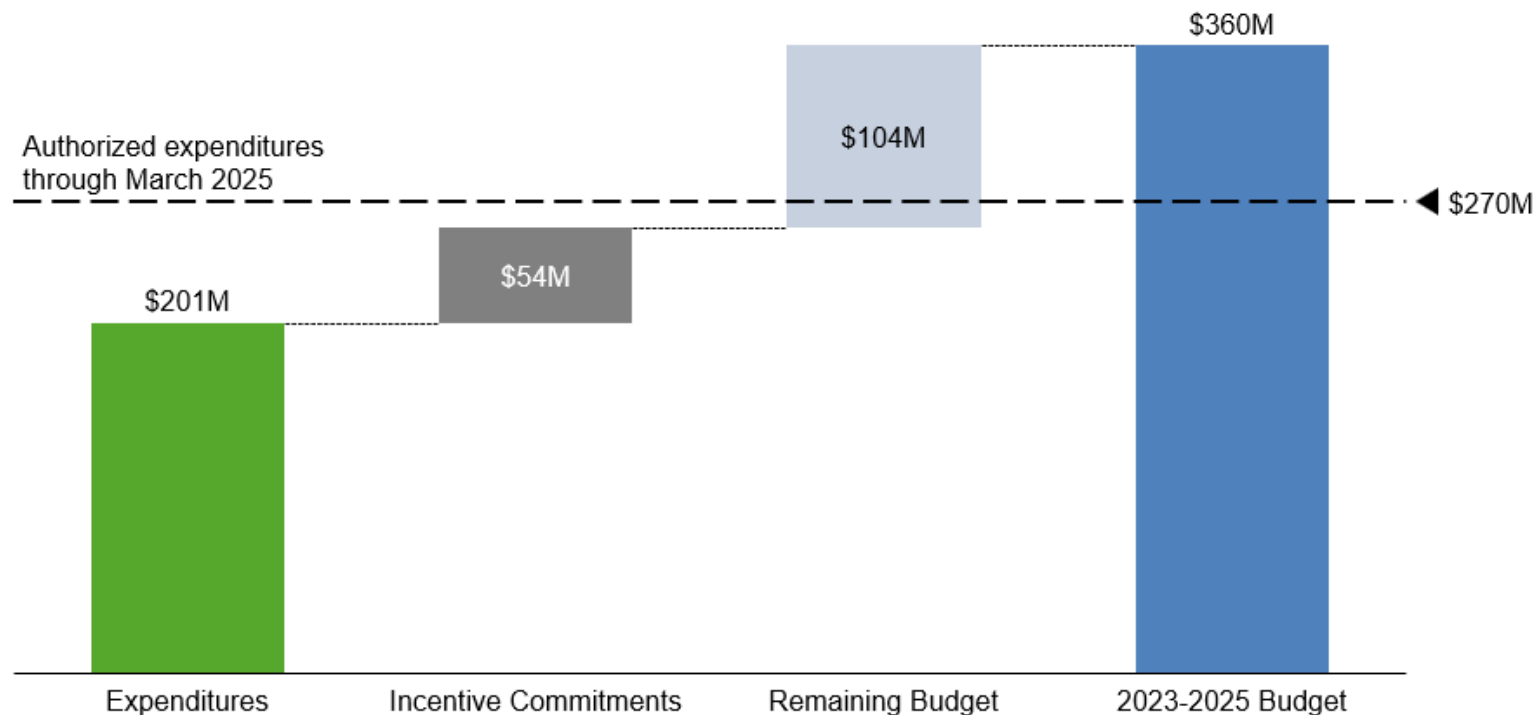 $360M
$104M
Authorized expenditures
through March 2025
$270M
$54M
$201M
Expenditures
Incentive Commitments
Remaining Budget
2023-2025 Budget